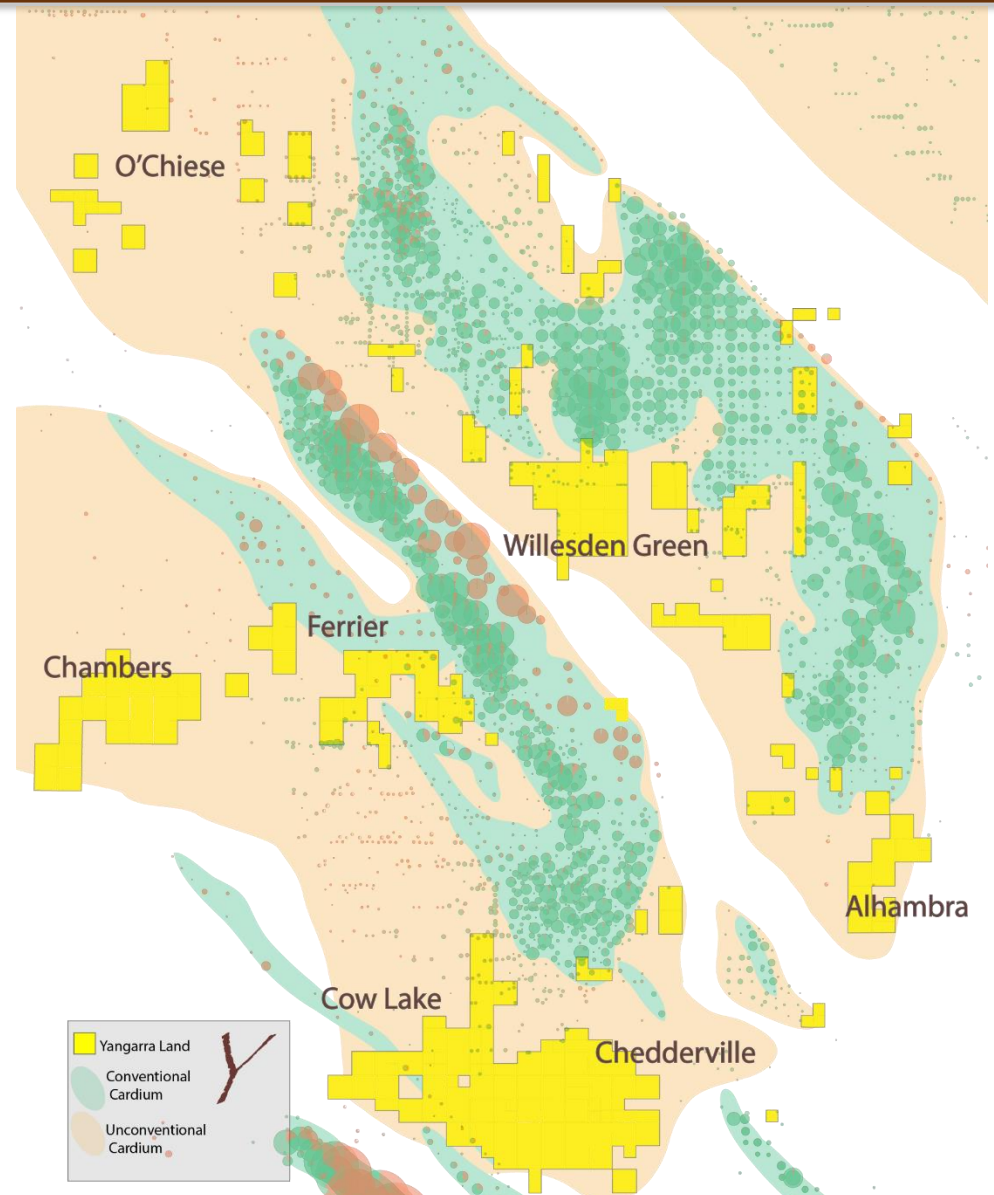 O'Chiese
Willesden Green
Ferrier
Chambers
Alhambra
Cow Lake
Chedderville
Yangarra Land
Conventional
Cardium
Unconventional
Cardium